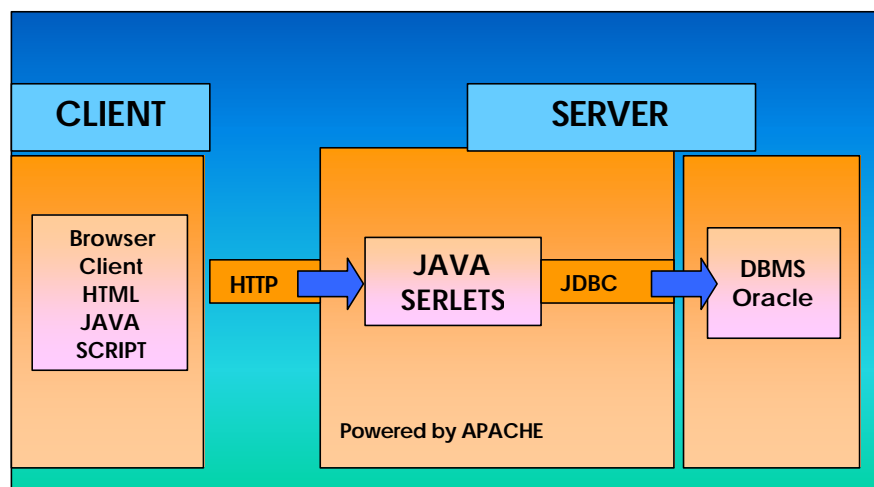 CLIENT
SERVER
Browser
Client
HTML
JAVA
SCRIPT
HTTP
JAVA
SERLETS
JDBC
DBMS
Oracle
Powered by APACHE